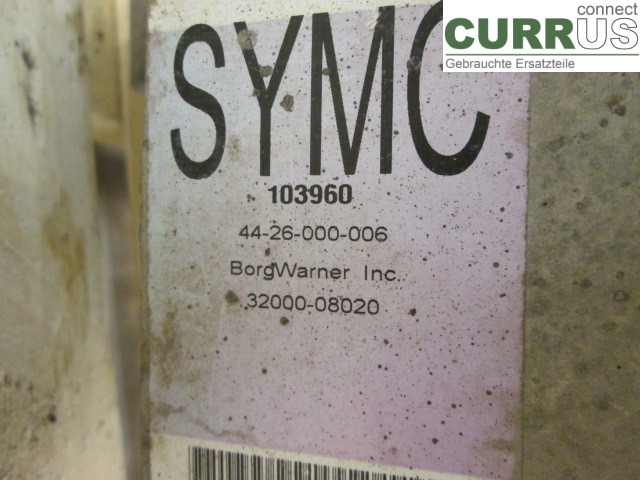 connect
CURRUS
Gebrauchte Ersatzteile
SYMC
103960
44-26-000-006
BorgWarner Inc.
32000-08020